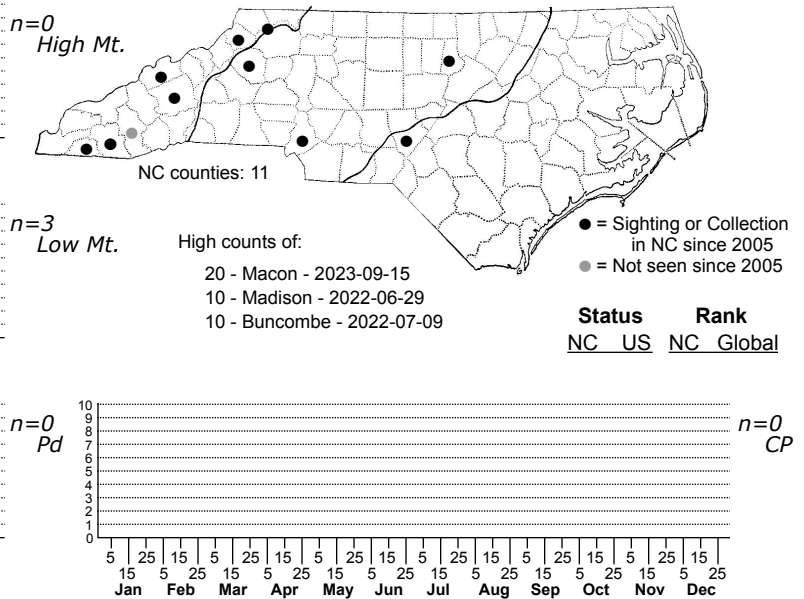 n=0
High Mt.
NC counties: 11
n=3
Low Mt.
High counts of:
20 - Macon - 2023-09-15
10 - Madison - 2022-06-29
10 - Buncombe - 2022-07-09
= Sighting or Collection
in NC since 2005
= Not seen since 2005
Status Rank
NC US NC Global
n=0
Pd
n=0
CP
10
9
8
7
6
5
4
3
2
1
0
5 25 15 5 25 15 5 25 15 5 25 15 5 25 15 5 25 15
15 5 25 15 5 25 15 5 25 15 5 25 15 5 25 15 5 25
Jan Feb Mar Apr May Jun Jul Aug Sep Oct Nov Dec